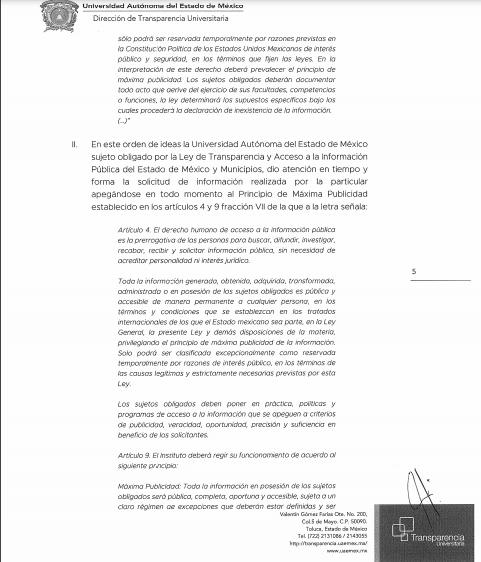 Universidad Autónoma del Estado de México
Dirección de Transparencia Universitaria
sólo podrá ser reservada temporalmente por razones previstas en
la Constitución Política de los Estados Unidos Mexicanos de interés
público y seguridad, en los términos que fijen las leyes. En la
interpretación de este derecho deberá prevalecer el principio de
máxima publicidad. Los sujetos obligados deberán documentar
todo acto que derive del ejercicio de sus facultades, competencias
o funciones, la ley determinará los supuestos específicos bajo los
cuales procederá la declaración de inexistencia de la información.
(...)"
II. En este orden de ideas la Universidad Autónoma del Estado de México
sujeto obligado por la Ley de Transparencia y Acceso a la Información
Pública del Estado de México y Municipios, dio atención en tiempo y
forma la solicitud de información realizada por la particular
apegándose en todo momento al Principio de Máxima Publicidad
establecido en los artículos 4 y 9 fracción VII de la que a la letra señala:
Artículo 4. El derecho humano de acceso a la información pública
es la prerrogativa de las personas para buscar, difundir, investigar,
recabar, recibir y solicitar información pública, sin necesidad de
acreditar personalidad ni interés jurídico.
5
Toda la información generada, obtenida, adquirida, transformada,
administrada o en posesión de los sujetos obligados es pública y
accesible de manera permanente a cualquier persona, en los
términos y condiciones que se establezcan en los tratados
internacionales de los que el Estado mexicano sea parte, en la Ley
General, la presente Ley y demás disposiciones de la materia,
privilegiando el principio de máxima publicidad de la información.
Solo podrá ser clasificada excepcionalmente como reservada
temporalmente por razones de interés público, en los términos de
las causas legítimas y estrictamente necesarias previstas por esta
Ley.
Los sujetos obligados deben poner en práctica, políticas y
programas de acceso a la información que se apeguen a criterios
de publicidad, veracidad, oportunidad, precisión y suficiencia en
beneficio de los solicitantes.
Artículo 9. El Instituto deberá regir su funcionamiento de acuerdo al
siguiente principio:
Máxima Publicidad: Toda la información en posesión de los sujetos
obligados será pública, completa, oportuna y accesible, sujeta a un
claro régimen de excepciones que deberán estar definidas y ser
Valentín Gómez Farías Ote. No. 200,
Col.5 de Mayo. C.P. 50090.
Toluca, Estado de México
Tel. (722) 2131086 / 2143055
http://transparencia.uaemex.mx/
www.uaemex.mx
Transparencia
Universitaria